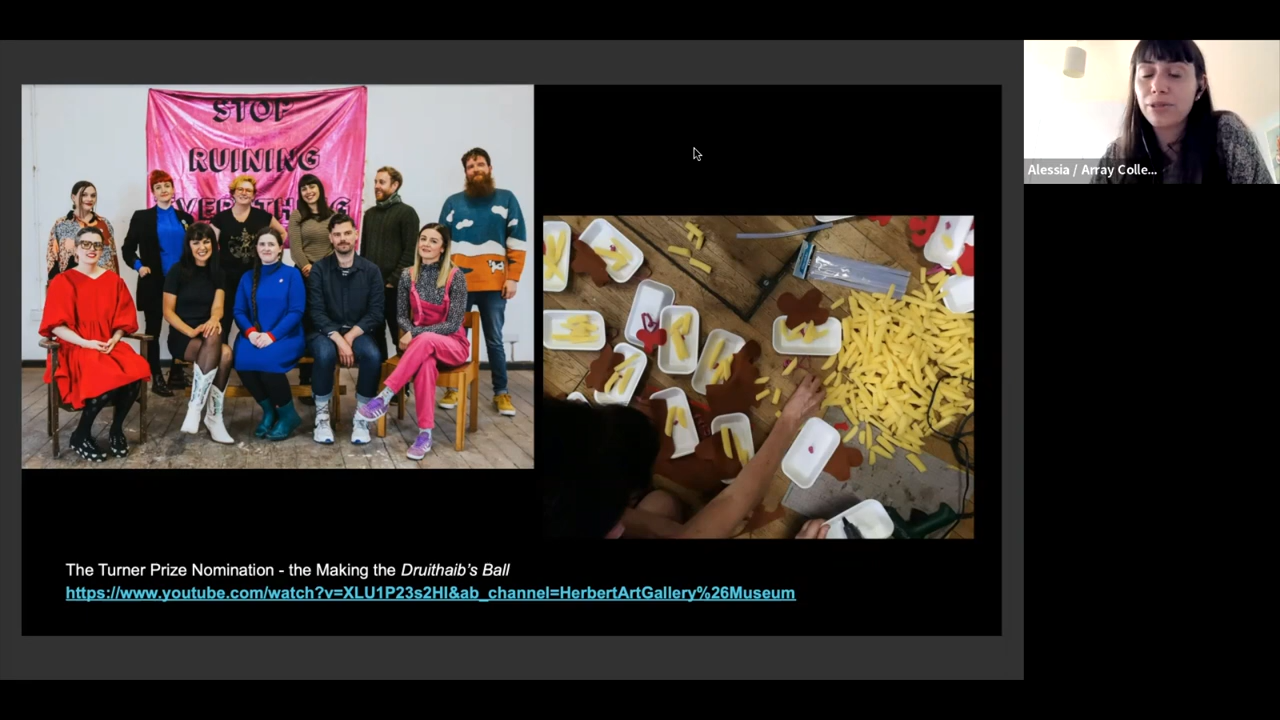 STOP
RUINING
EVERYTHING
Alessia / Array Colle...
The Turner Prize Nomination - the Making the Druithaib's Ball
https://www.youtube.com/watch?v=XLU1P23s2HI&ab_channel=HerbertArtGallery%26Museum